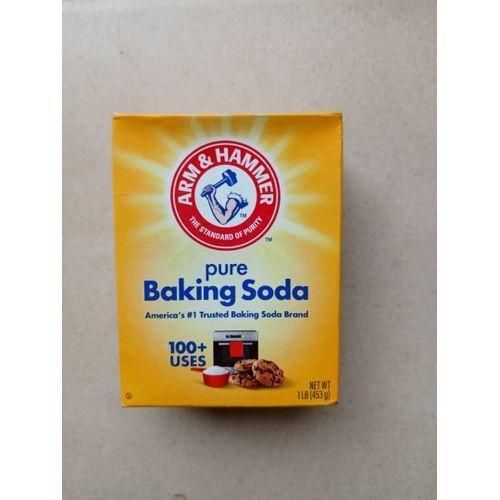 ARM & HAMMER
THE STANDARD OF PURITY
TM
TM
pure
Baking Soda
America's #1 Trusted Baking Soda Brand
100+
USES
NET WT
1 LB (453 g)